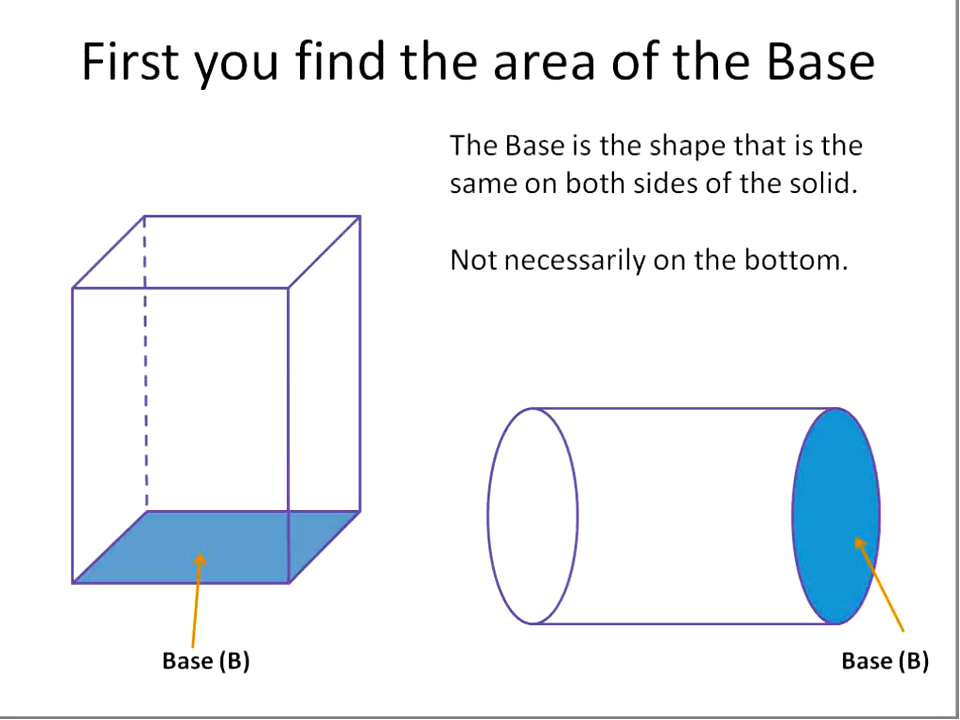 First you find the area of the Base
The Base is the shape that is the
same on both sides of the solid.
Not necessarily on the bottom.
Base (B)
Base (B)